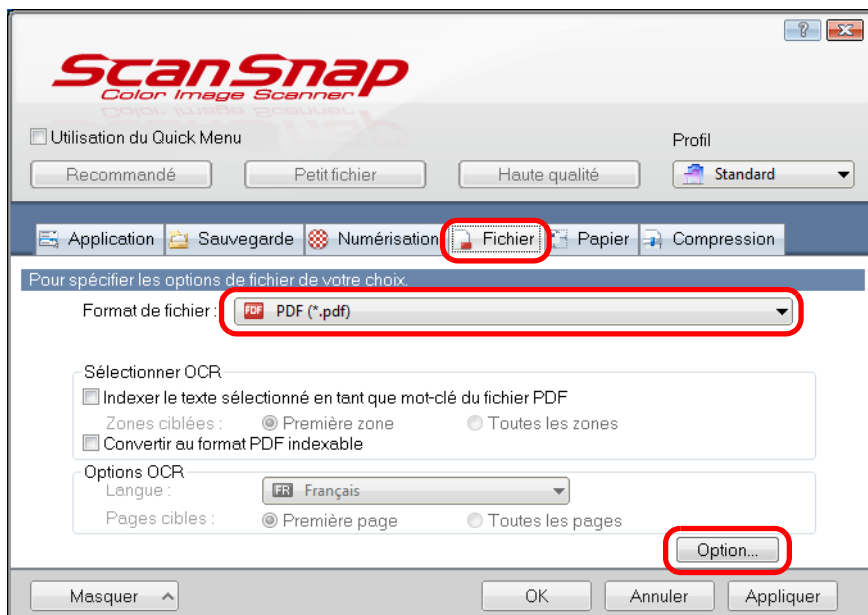 ScanSnap
Color Image Scanner
Utilisation du Quick Menu
Profil
Recommandé Petit fichier Haute qualité Standard
Application Sauvegarde Numérisation Fichier Papier Compression
Pour spécifier les options de fichier de votre choix.
Format de fichier : PDF PDF (*.pdf)
Sélectionner OCR
Indexer le texte sélectionné en tant que mot-clé du fichier PDF
Zones ciblées : Première zone Toutes les zones
Convertir au format PDF indexable
Options OCR
Langue : FR Français
Pages cibles : Première page Toutes les pages
Option...
Masquer OK Annuler Appliquer